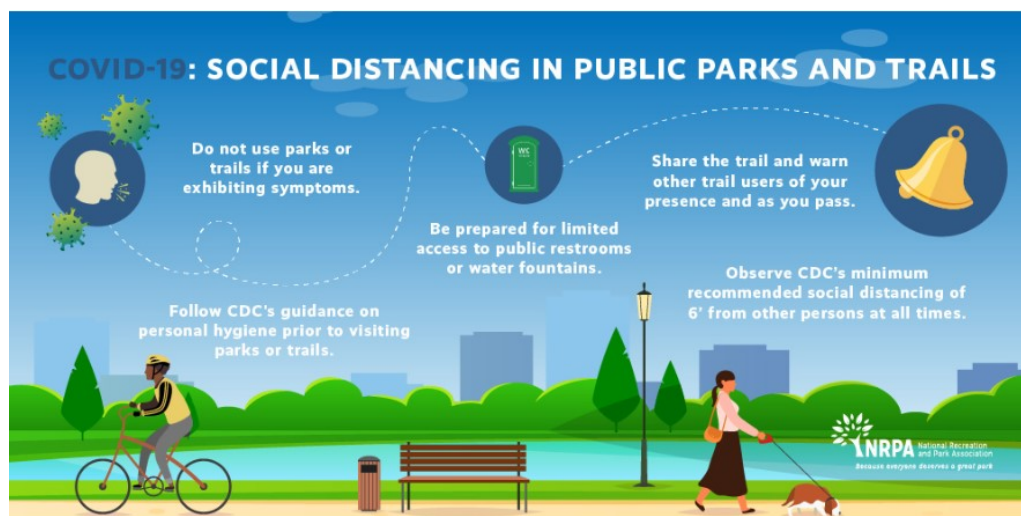 COVID-19: SOCIAL DISTANCING IN PUBLIC PARKS AND TRAILS
Do not use parks or
trails if you are
exhibiting symptoms.
Follow CDC's guidance on
personal hygiene prior to visiting
parks or trails.
WC
Be prepared for limited
access to public restrooms
or water fountains.
Share the trail and warn
other trail users of your
presence and as you pass.
Observe CDC's minimum
recommended social distancing of
6' from other persons at all times.
NRPA
National Recreation
and Park Association
Because everyone deserves a great park